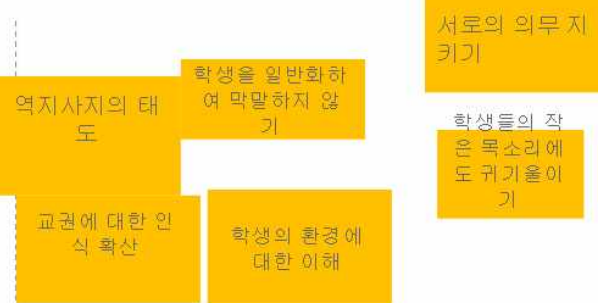 서로의 의무 지
키기
학생을 일반화하
여 막말하지 않
기
역지사지의 태
도
학생들의 작
은 목소리에
도 귀기울이
기
교권에 대한 인
식 확산
학생의 환경에
대한 이해